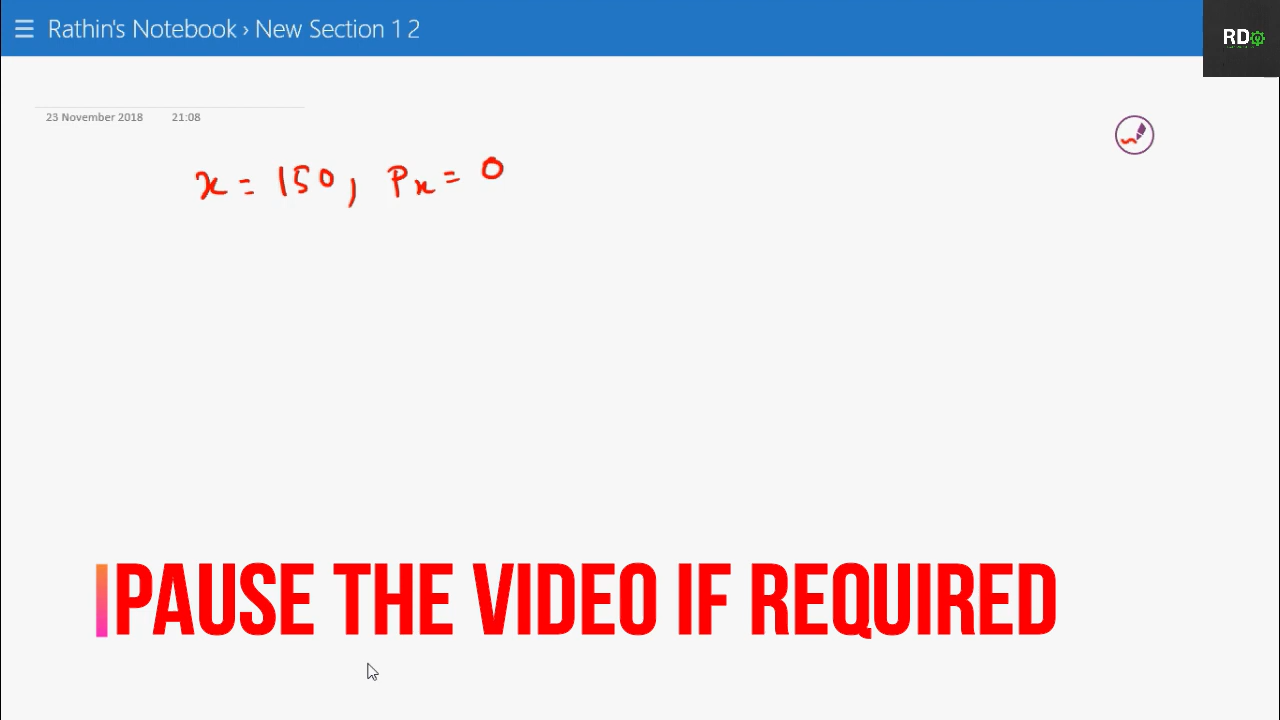 Rathin's Notebook › New Section 1 2
RD
23 November 2018 21:08
x = 150, Px = 0
PAUSE THE VIDEO IF REQUIRED